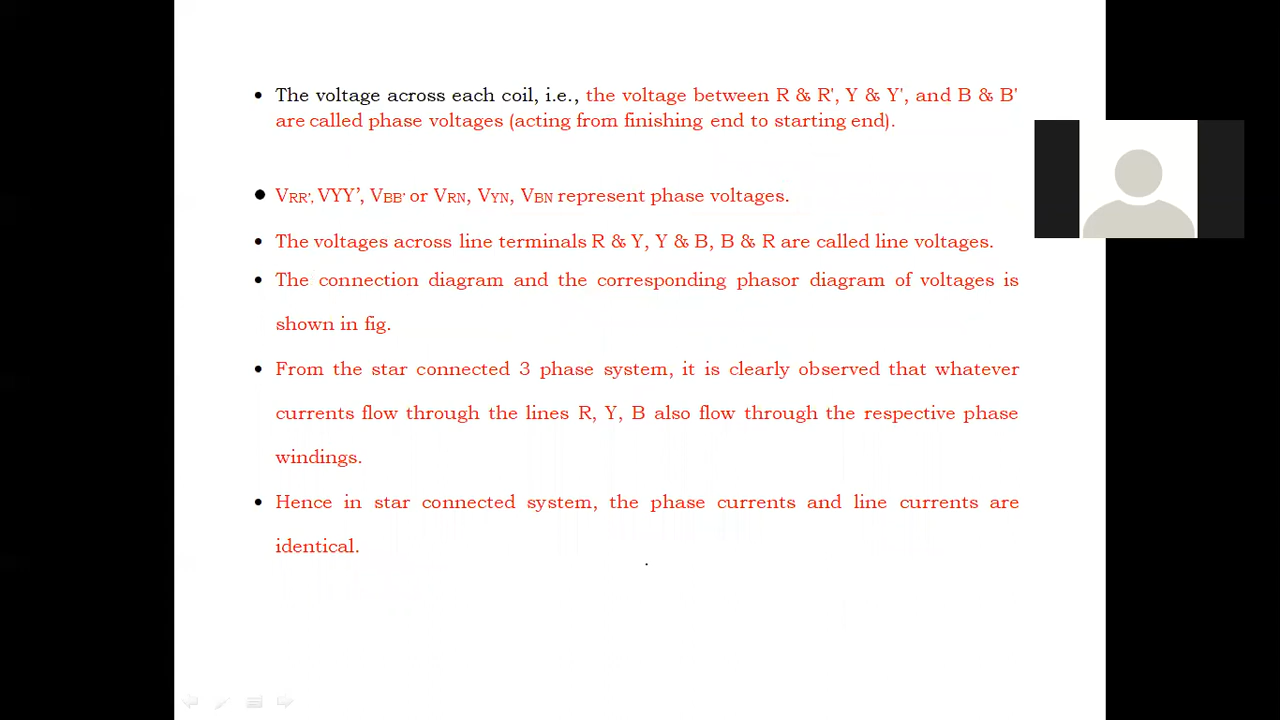 • The voltage across each coil, i.e., the voltage between R & R', Y & Y', and B & B'
are called phase voltages (acting from finishing end to starting end).
• VRR', VYY’, VBB' or VRN, VYN, VBN represent phase voltages.
• The voltages across line terminals R & Y, Y & B, B & R are called line voltages.
• The connection diagram and the corresponding phasor diagram of voltages is
shown in fig.
• From the star connected 3 phase system, it is clearly observed that whatever
currents flow through the lines R, Y, B also flow through the respective phase
windings.
• Hence in star connected system, the phase currents and line currents are
identical.